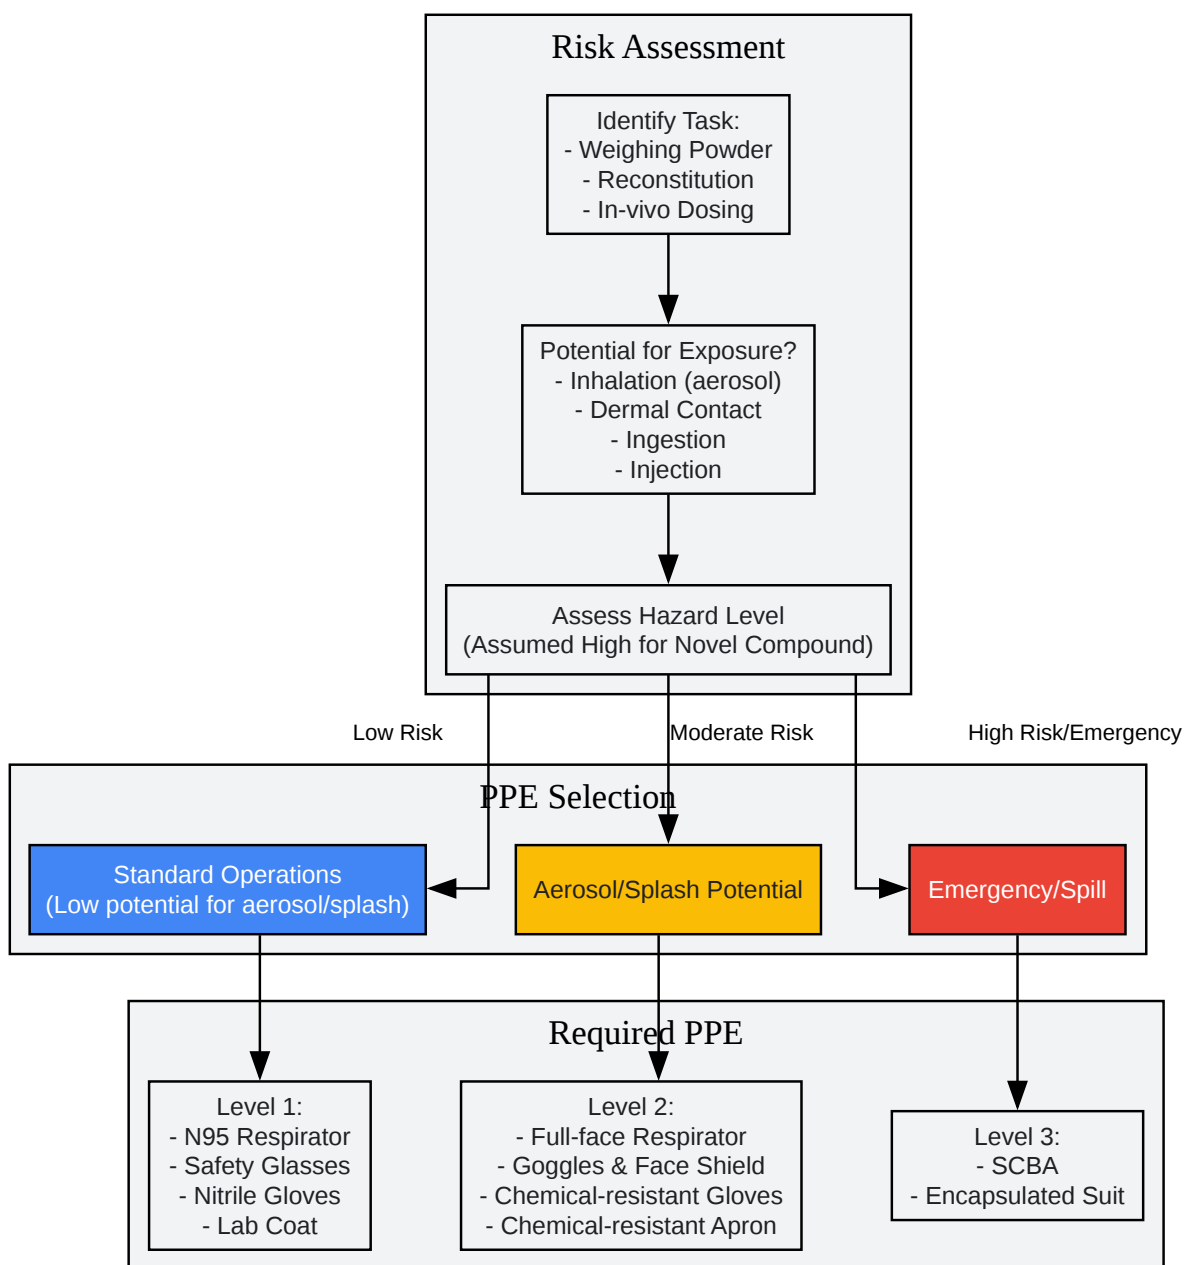 Risk Assessment
Identify Task:
- Weighing Powder
- Reconstitution
- In-vivo Dosing
Potential for Exposure?
- Inhalation (aerosol)
- Dermal Contact
- Ingestion
- Injection
Assess Hazard Level
(Assumed High for Novel Compound)
Low Risk
Moderate Risk
High Risk/Emergency
PPE Selection
Standard Operations
(Low potential for aerosol/splash)
Aerosol/Splash Potential
Emergency/Spill
Required PPE
Level 1:
- N95 Respirator
- Safety Glasses
- Nitrile Gloves
- Lab Coat
Level 2:
- Full-face Respirator
- Goggles & Face Shield
- Chemical-resistant Gloves
- Chemical-resistant Apron
Level 3:
- SCBA
- Encapsulated Suit